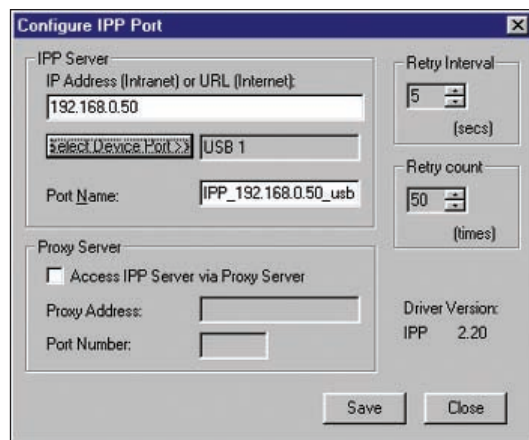 Configure IPP Port
IPP Server
IP Address (Intranet) or URL (Internet):
192.168.0.50
Select Device Port >>
USB 1
Port Name:
IPP_192.168.0.50_usb
Proxy Server
Access IPP Server via Proxy Server
Proxy Address:
Port Number:
Retry Interval
5
(secs)
Retry count
50
(times)
Driver Version:
IPP 2.20
Save
Close